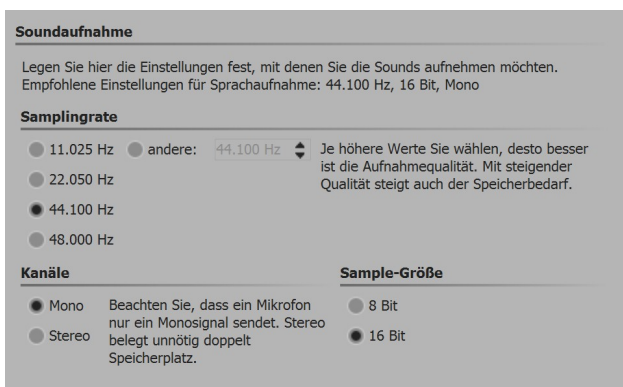 Soundaufnahme
Legen Sie hier die Einstellungen fest, mit denen Sie die Sounds aufnehmen möchten.
Empfohlene Einstellungen für Sprachaufnahme: 44.100 Hz, 16 Bit, Mono
Samplingrate
11.025 Hz andere: 44.100 Hz
22.050 Hz
44.100 Hz
48.000 Hz
Je höhere Werte Sie wählen, desto besser
ist die Aufnahmequalität. Mit steigender
Qualität steigt auch der Speicherbedarf.
Kanäle
Mono
Stereo
Beachten Sie, dass ein Mikrofon
nur ein Monosignal sendet. Stereo
belegt unnötig doppelt
Speicherplatz.
Sample-Größe
8 Bit
16 Bit